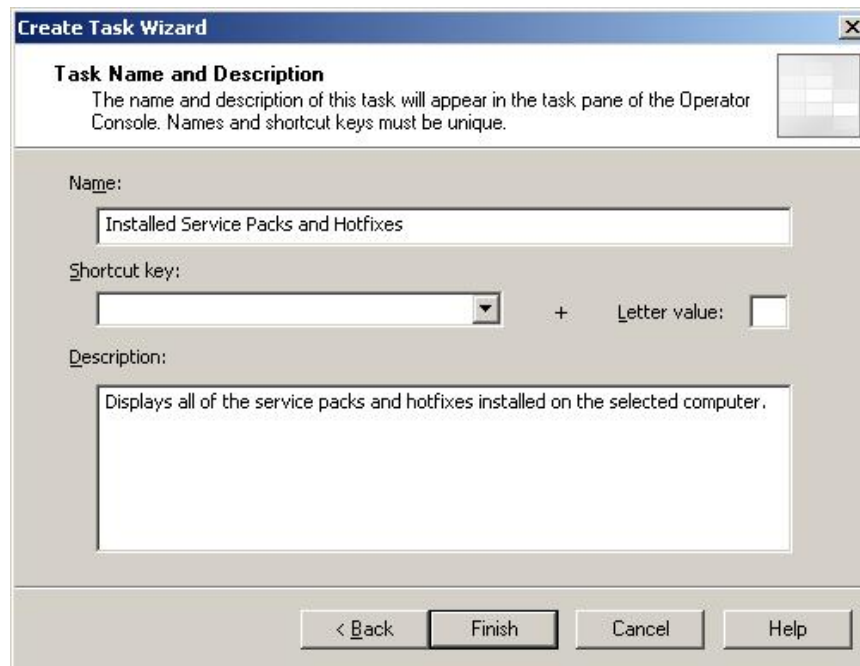 Create Task Wizard
Task Name and Description
The name and description of this task will appear in the task pane of the Operator
Console. Names and shortcut keys must be unique.
Name:
Installed Service Packs and Hotfixes
Shortcut key:
+ Letter value:
Description:
Displays all of the service packs and hotfixes installed on the selected computer.
< Back Finish Cancel Help